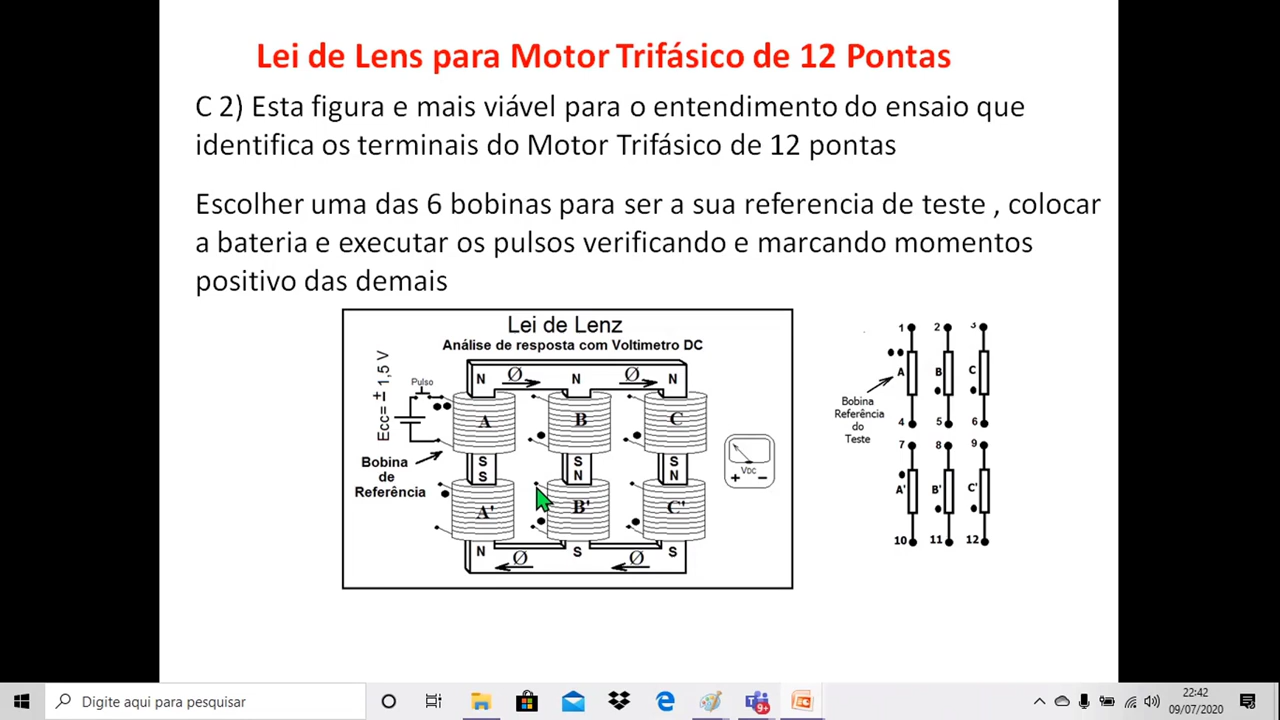 Lei de Lens para Motor Trifásico de 12 Pontas
C 2) Esta figura e mais viável para o entendimento do ensaio que
identifica os terminais do Motor Trifásico de 12 pontas
Escolher uma das 6 bobinas para ser a sua referencia de teste , colocar
a bateria e executar os pulsos verificando e marcando momentos
positivo das demais
Lei de Lenz
Análise de resposta com Voltimetro DC
Ecc= ± 1,5 V
Pulso
N Ø N Ø N
A B C
Bobina
de
Referência
S S S
S N N
A' B' C'
N Ø S Ø S
VDC
+ −
1 2 3
A B C
Bobina
Referência
do
Teste
4 5 6
7 8 9
A' B' C'
10 11 12
Digite aqui para pesquisar
9+
22:42
09/07/2020